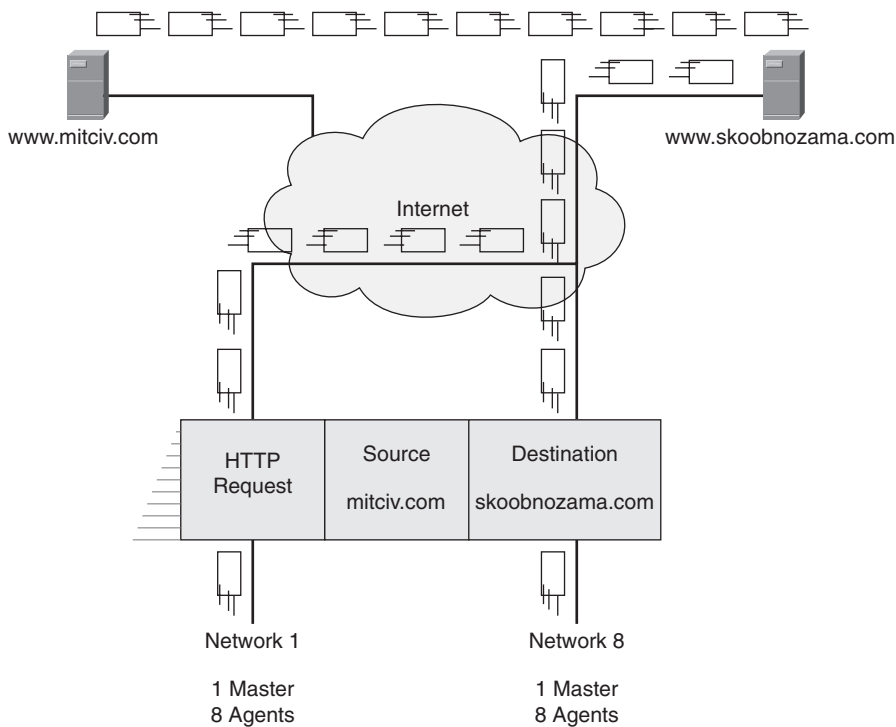 www.mitciv.com
www.skoobnozama.com
Internet
HTTP
Request
Source
mitciv.com
Destination
skoobnozama.com
Network 1
1 Master
8 Agents
Network 8
1 Master
8 Agents